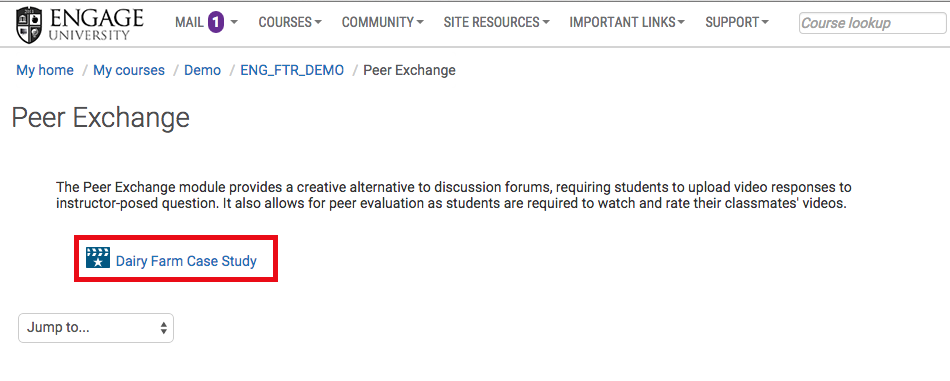 ENGAGE
UNIVERSITY
MAIL 1 COURSES COMMUNITY SITE RESOURCES IMPORTANT LINKS SUPPORT Course lookup
My home / My courses / Demo / ENG_FTR_DEMO / Peer Exchange
Peer Exchange
The Peer Exchange module provides a creative alternative to discussion forums, requiring students to upload video responses to
instructor-posed question. It also allows for peer evaluation as students are required to watch and rate their classmates' videos.
Dairy Farm Case Study
Jump to...